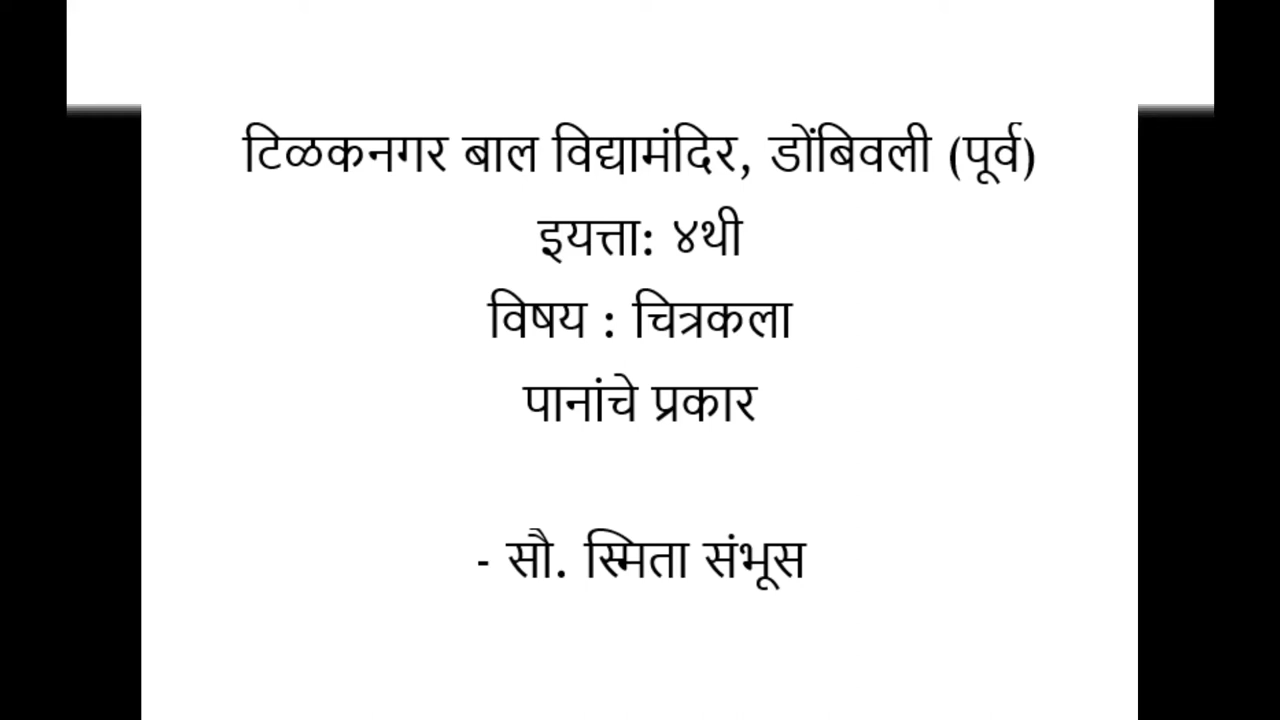 टिळकनगर बाल विद्यामंदिर, डोंबिवली (पूर्व)
इयत्ता: ४थी
विषय : चित्रकला
पानांचे प्रकार
- सौ. स्मिता संभूस